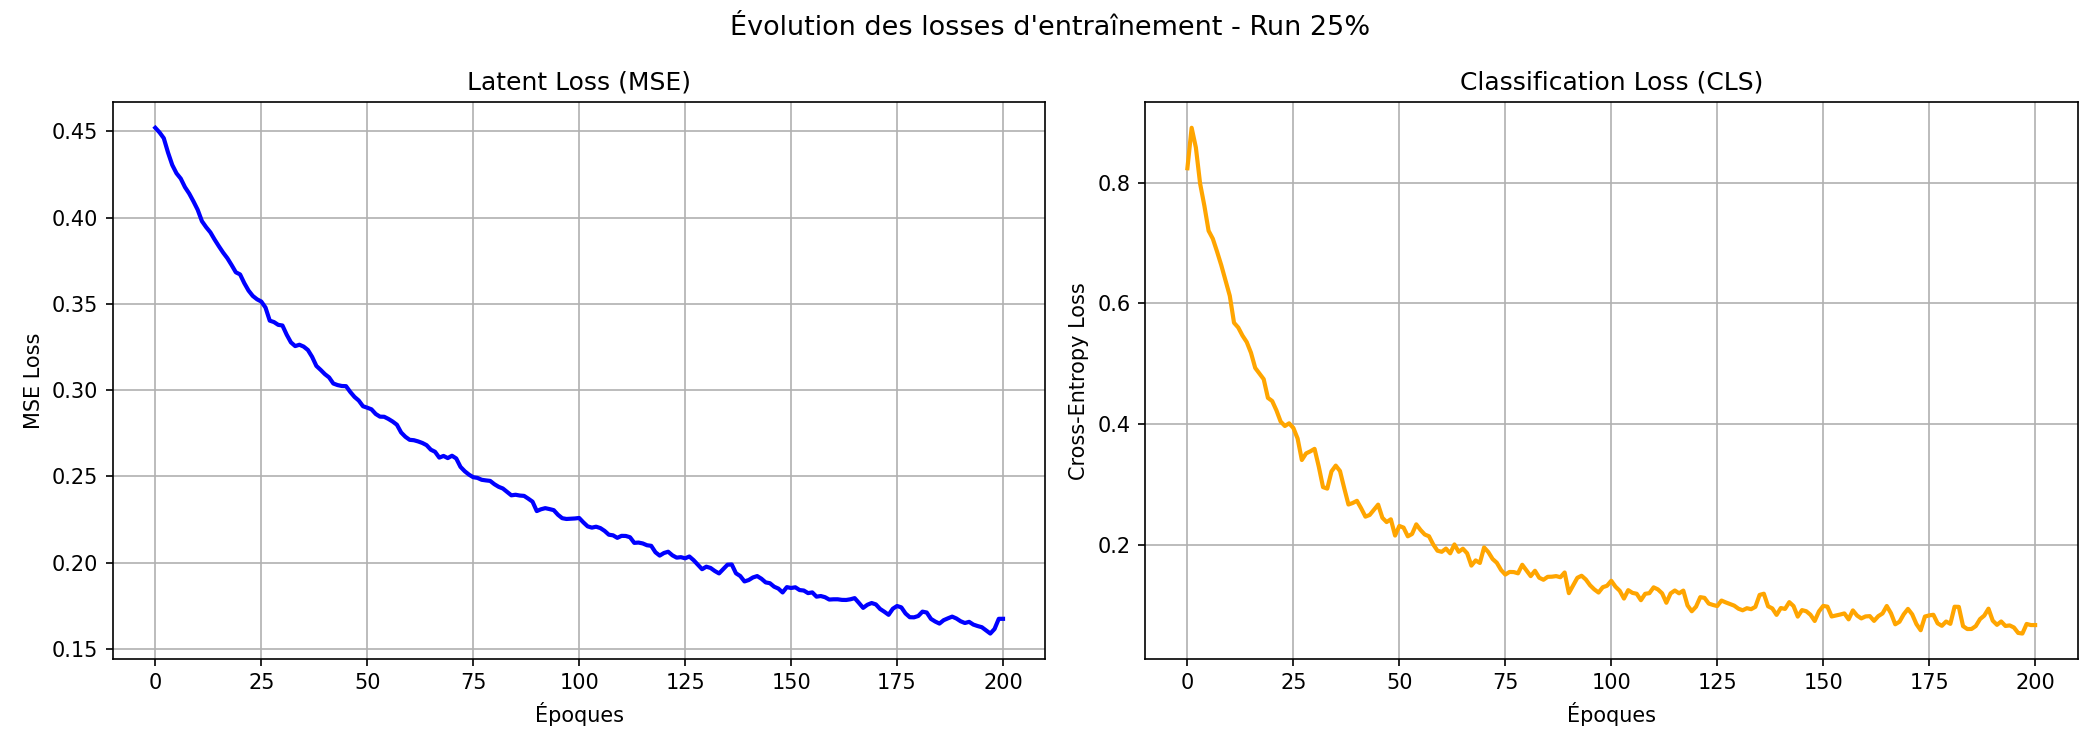 Évolution des losses d'entraînement - Run 25%
Latent Loss (MSE)
MSE Loss
0.45
0.40
0.35
0.30
0.25
0.20
0.15
0 25 50 75 100 125 150 175 200
Époques
Classification Loss (CLS)
Cross-Entropy Loss
0.8
0.6
0.4
0.2
0 25 50 75 100 125 150 175 200
Époques